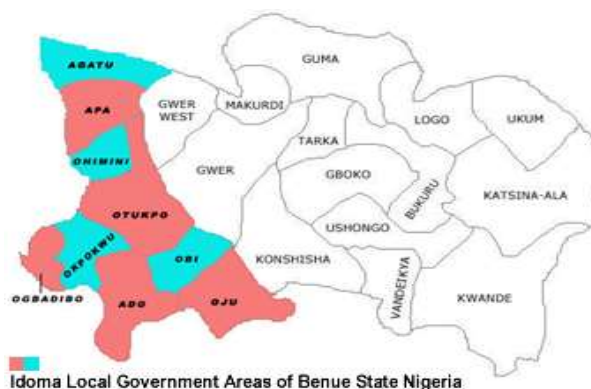 AGATU
GUMA
APA
GWER
WEST
MAKURDI
LOGO
UKUM
TARKA
OHIMINI
GWER
GBOKO
BUKURU
KATSINA-ALA
OTUKPO
USHONGO
OKPOKWU
OBI
KONSHISHA
VANDEIKYA
KWANDE
OGBADIBO
ADO
OJU
Idoma Local Government Areas of Benue State Nigeria